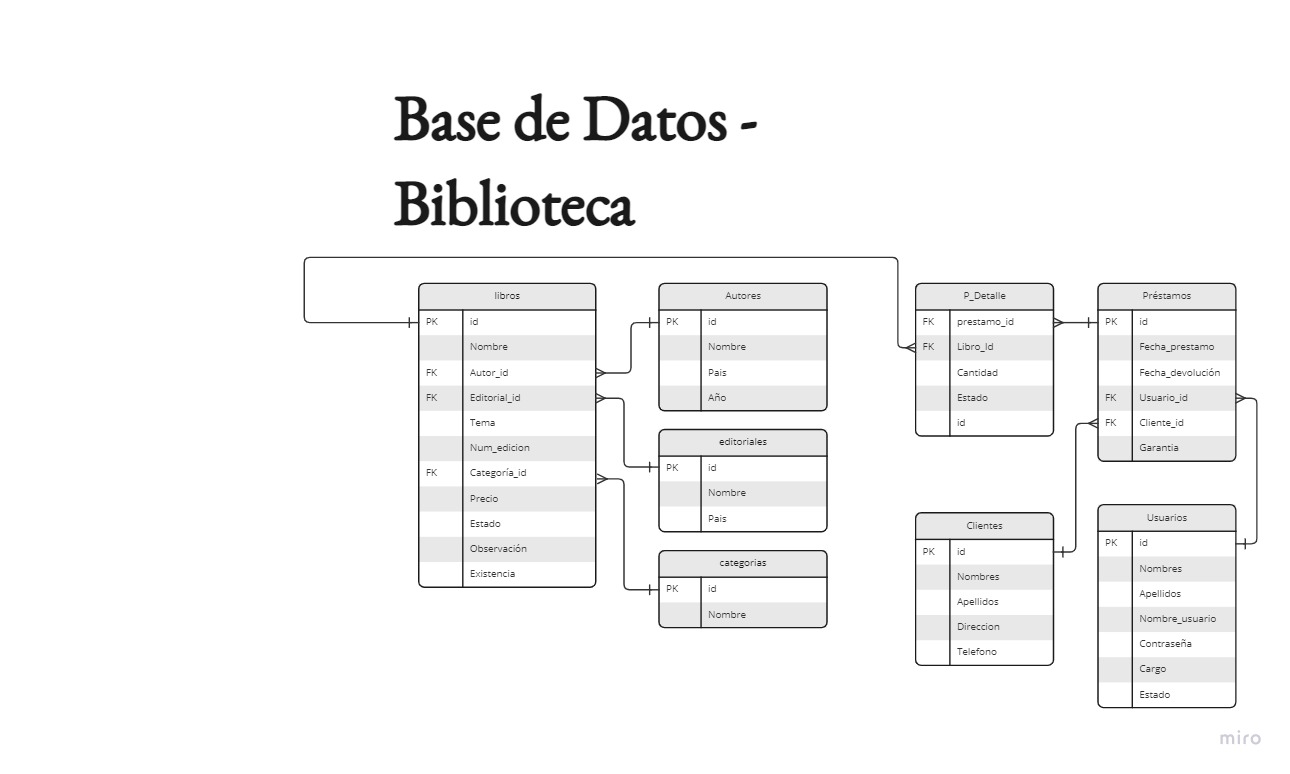 Base de Datos -
Biblioteca
libros
PK id
Nombre
FK Autor_id
FK Editorial_id
Tema
Num_edicion
FK Categoría_id
Precio
Estado
Observación
Existencia
Autores
PK id
Nombre
Pais
Año
editoriales
PK id
Nombre
Pais
categorias
PK id
Nombre
P_Detalle
FK prestamo_id
FK Libro_Id
Cantidad
Estado
id
Préstamos
PK id
Fecha_prestamo
Fecha_devolución
FK Usuario_id
FK Cliente_id
Garantia
Clientes
PK id
Nombres
Apellidos
Direccion
Telefono
Usuarios
PK id
Nombres
Apellidos
Nombre_usuario
Contraseña
Cargo
Estado
miro